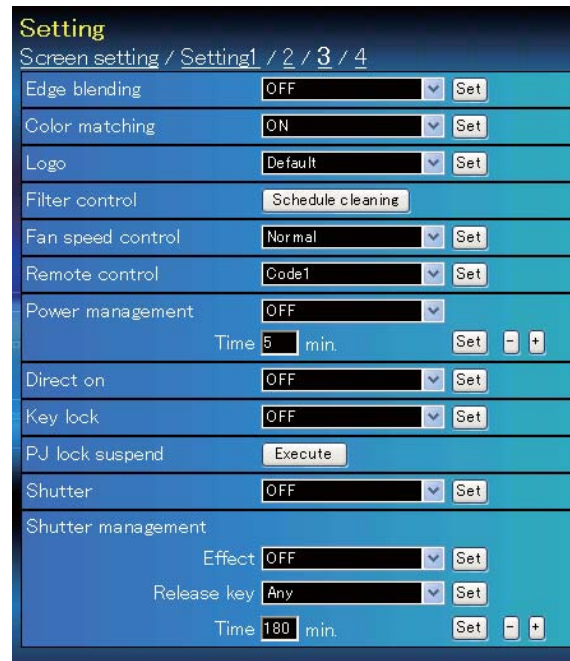 Setting
Screen setting / Setting1 / 2 / 3 / 4
Edge blending OFF Set
Color matching ON Set
Logo Default Set
Filter control Schedule cleaning
Fan speed control Normal Set
Remote control Code1 Set
Power management OFF
Time 5 min. Set - +
Direct on OFF Set
Key lock OFF Set
PJ lock suspend Execute
Shutter OFF Set
Shutter management
Effect OFF Set
Release key Any Set
Time 180 min. Set - +